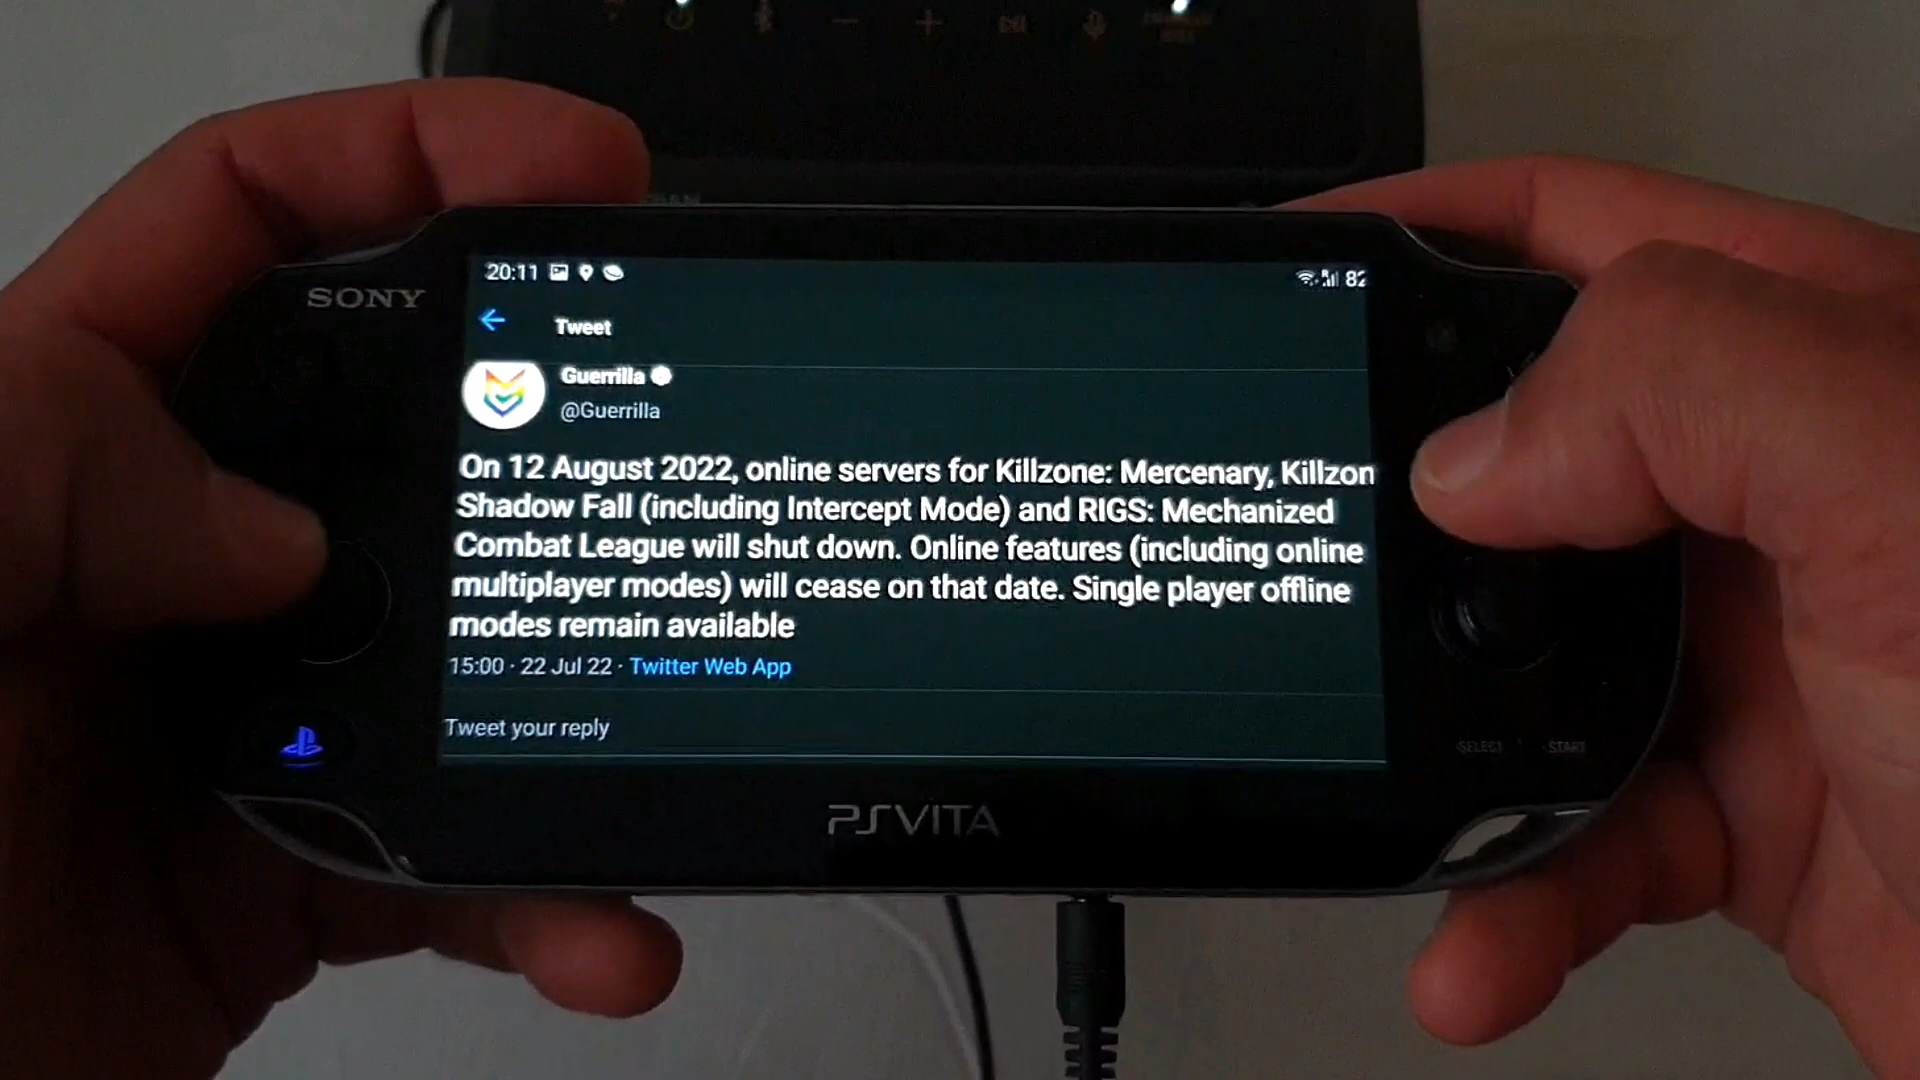 SONY
20:11
82
Tweet
Guerrilla
@Guerrilla
On 12 August 2022, online servers for Killzone: Mercenary, Killzon
Shadow Fall (including Intercept Mode) and RIGS: Mechanized
Combat League will shut down. Online features (including online
multiplayer modes) will cease on that date. Single player offline
modes remain available
15:00 · 22 Jul 22 · Twitter Web App
Tweet your reply
SELECT START
PSVITA